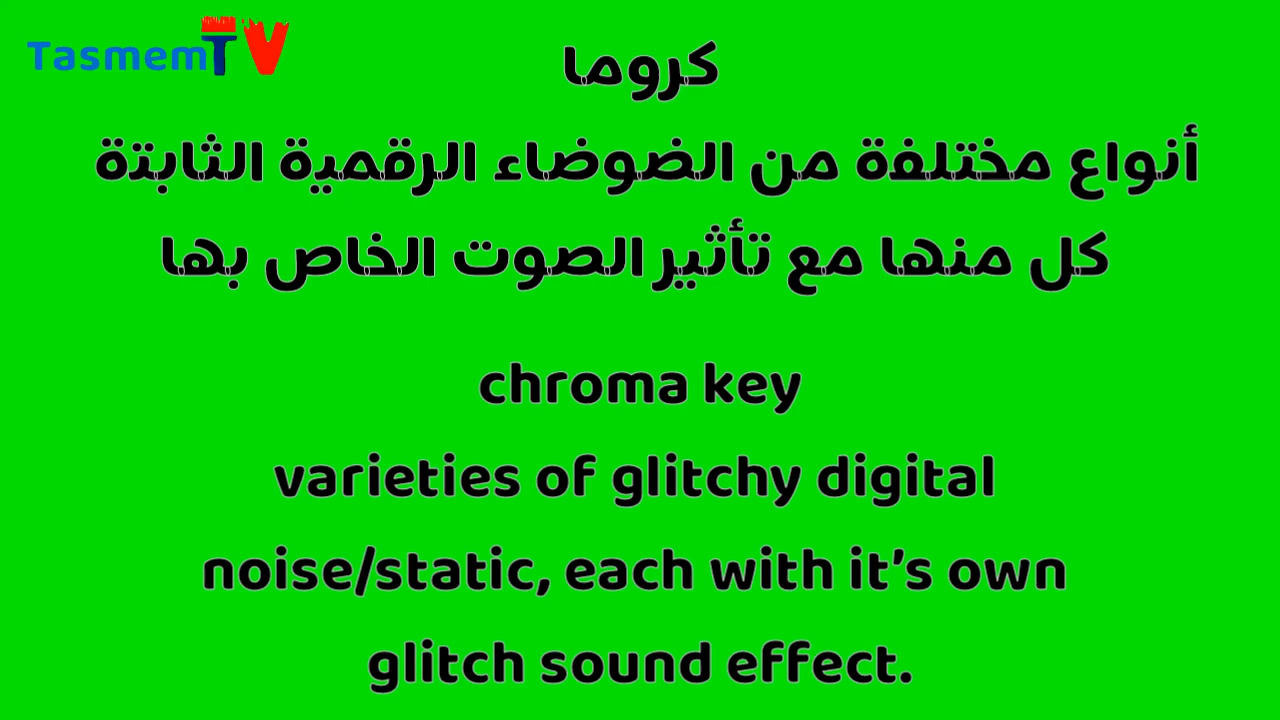 TasmemTV
كروما
أنواع مختلفة من الضوضاء الرقمية الثابتة
كل منها مع تأثير الصوت الخاص بها
chroma key
varieties of glitchy digital
noise/static, each with it's own
glitch sound effect.